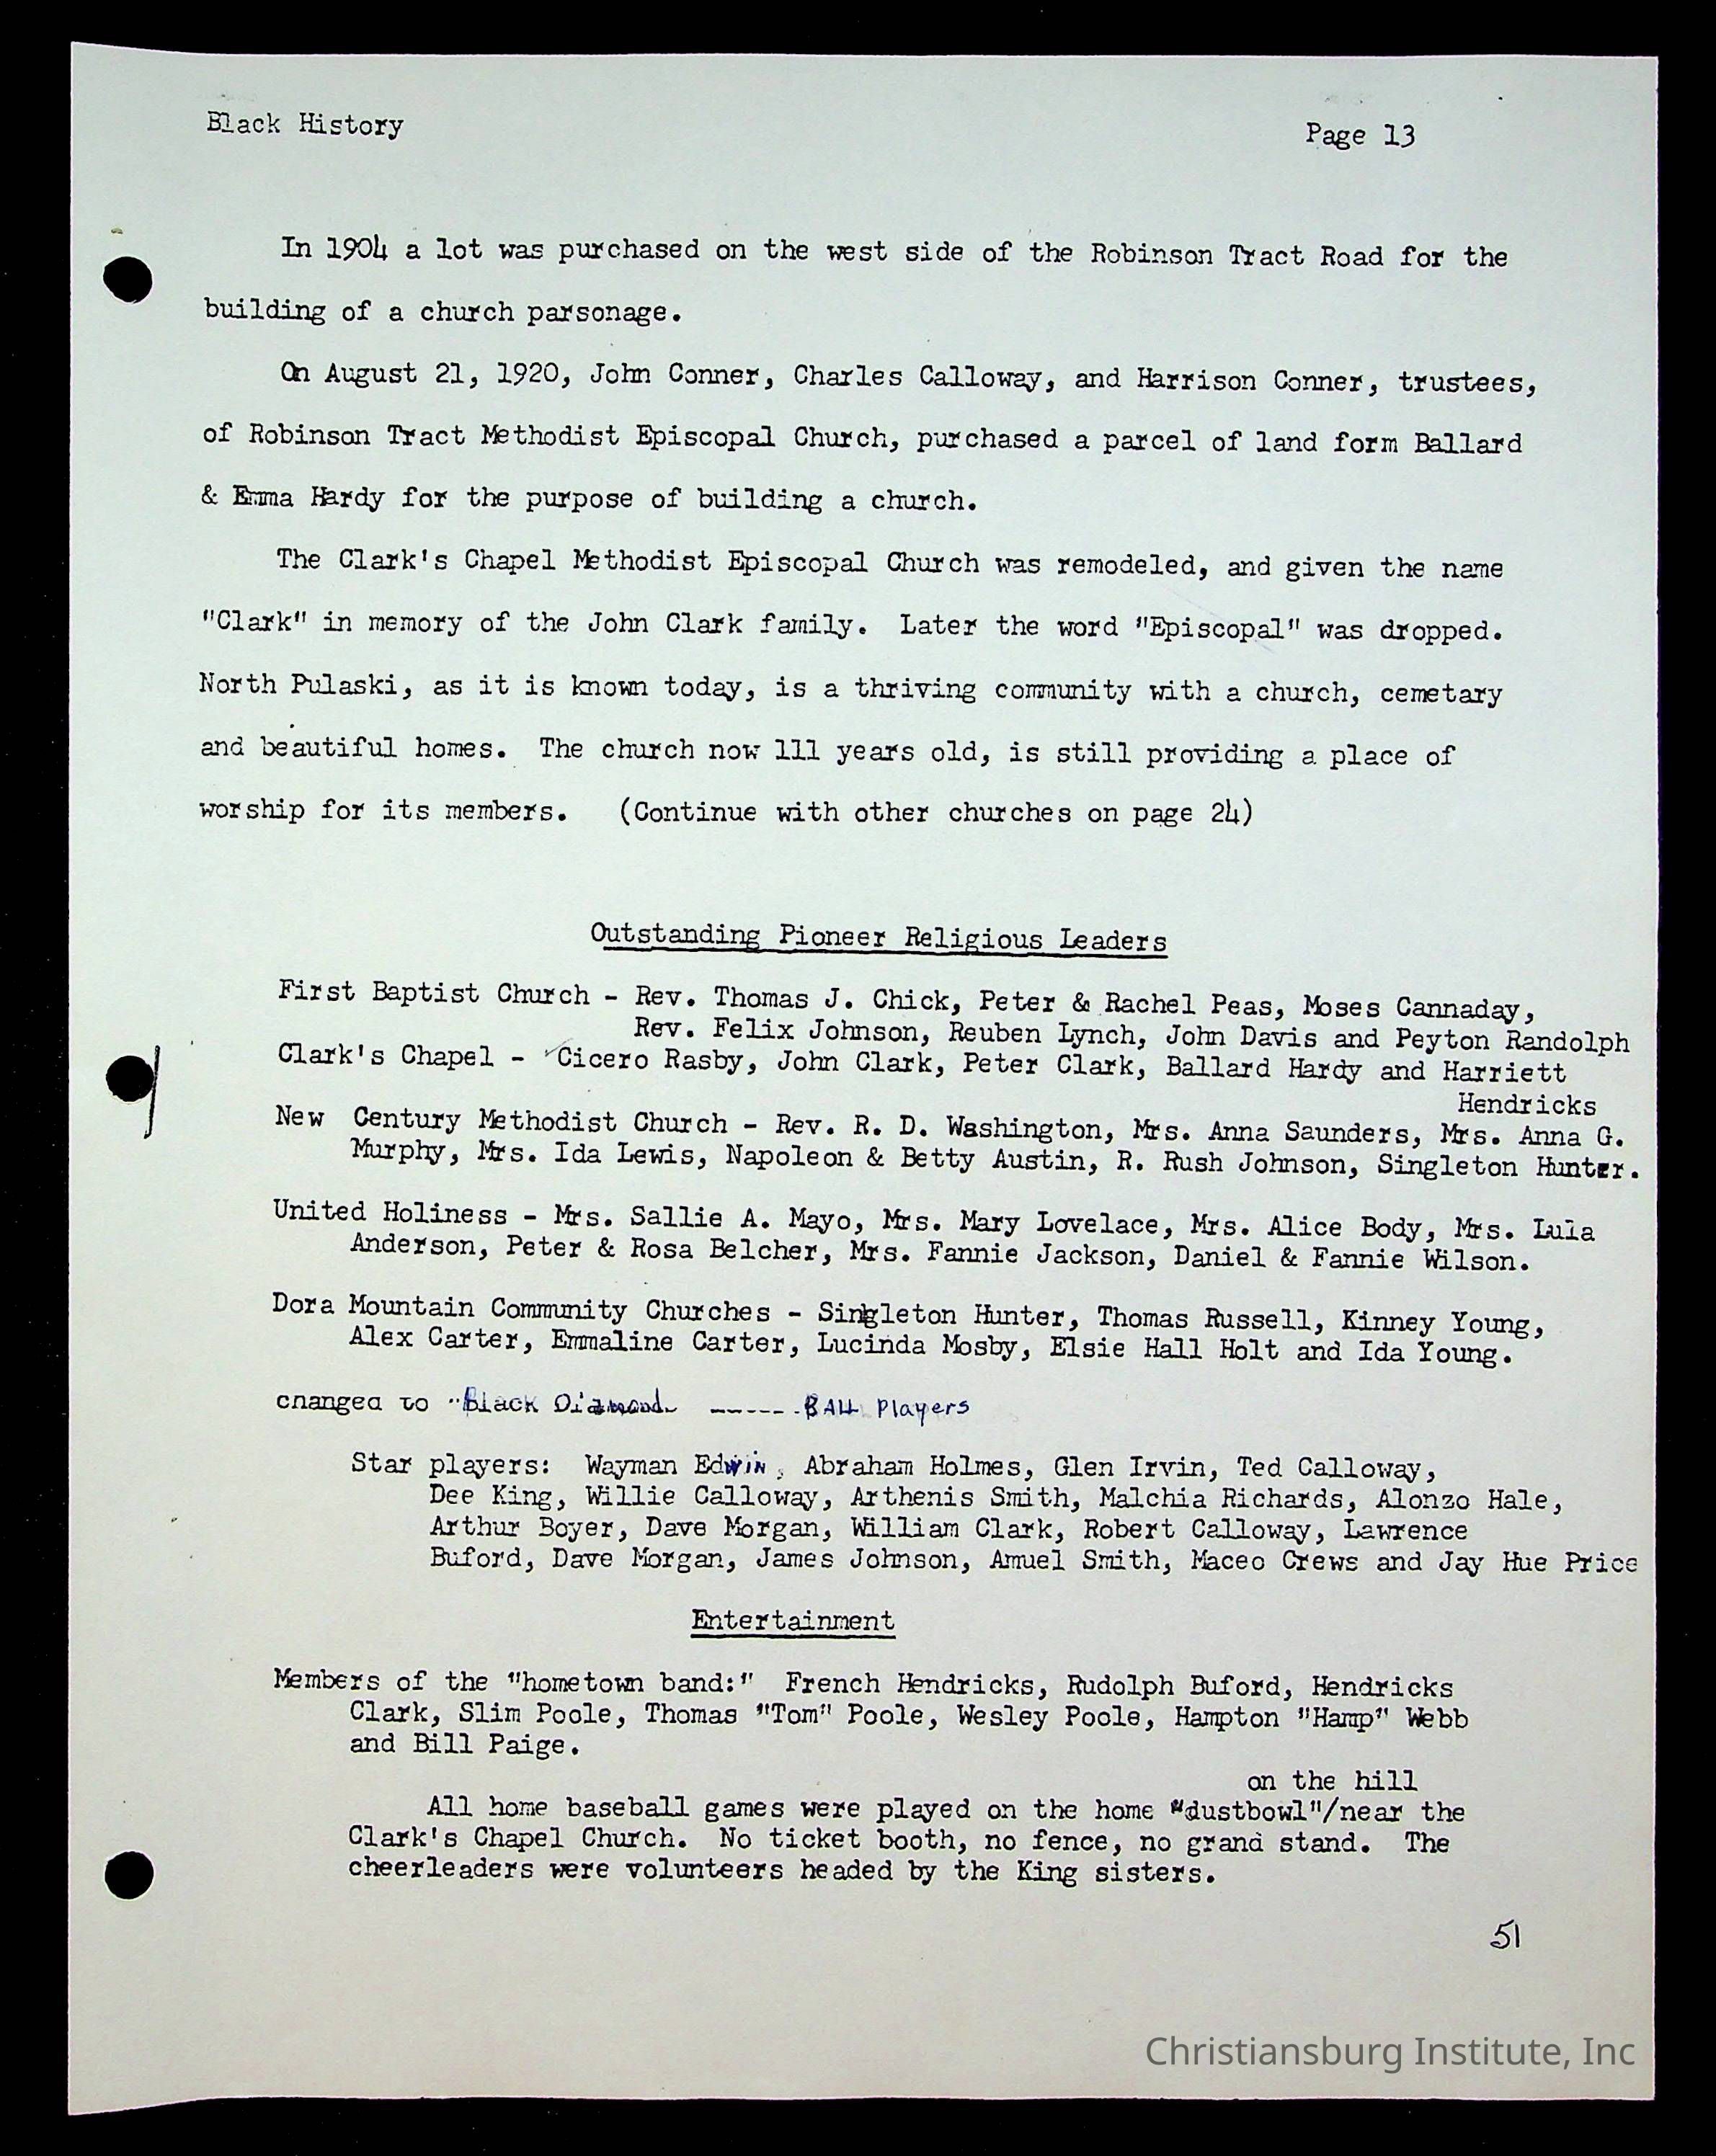 Black History
Page 13
In 1904 a lot was purchased on the west side of the Robinson Tract Road for the
building of a church parsonage.
On August 21, 1920, John Conner, Charles Calloway, and Harrison Conner, trustees,
of Robinson Tract Methodist Episcopal Church, purchased a parcel of land form Ballard
& Emma Hardy for the purpose of building a church.
The Clark's Chapel Methodist Episcopal Church was remodeled, and given the name
"Clark" in memory of the John Clark family. Later the word "Episcopal" was dropped.
North Pulaski, as it is known today, is a thriving community with a church, cemetary
and beautiful homes. The church now 111 years old, is still providing a place of
worship for its members. (Continue with other churches on page 24)
Outstanding Pioneer Religious Leaders
First Baptist Church - Rev. Thomas J. Chick, Peter & Rachel Peas, Moses Cannaday,
Rev. Felix Johnson, Reuben Lynch, John Davis and Peyton Randolph
Clark's Chapel - Cicero Rasby, John Clark, Peter Clark, Ballard Hardy and Harriett
Hendricks
New Century Methodist Church - Rev. R. D. Washington, Mrs. Anna Saunders, Mrs. Anna G.
Murphy, Mrs. Ida Lewis, Napoleon & Betty Austin, R. Rush Johnson, Singleton Hunter.
United Holiness - Mrs. Sallie A. Mayo, Mrs. Mary Lovelace, Mrs. Alice Body, Mrs. Lula
Anderson, Peter & Rosa Belcher, Mrs. Fannie Jackson, Daniel & Fannie Wilson.
Dora Mountain Community Churches - Singleton Hunter, Thomas Russell, Kinney Young,
Alex Carter, Emmaline Carter, Lucinda Mosby, Elsie Hall Holt and Ida Young.
changed to "Black Diamond ------ BAll Players
Star players: Wayman Edwin, Abraham Holmes, Glen Irvin, Ted Calloway,
Dee King, Willie Calloway, Arthenis Smith, Malchia Richards, Alonzo Hale,
Arthur Boyer, Dave Morgan, William Clark, Robert Calloway, Lawrence
Buford, Dave Morgan, James Johnson, Amuel Smith, Maceo Crews and Jay Hue Price
Entertainment
Members of the "hometown band:" French Hendricks, Rudolph Buford, Hendricks
Clark, Slim Poole, Thomas "Tom" Poole, Wesley Poole, Hampton "Hamp" Webb
and Bill Paige.
on the hill
All home baseball games were played on the home "dustbowl"/near the
Clark's Chapel Church. No ticket booth, no fence, no grand stand. The
cheerleaders were volunteers headed by the King sisters.
51
Christiansburg Institute, Inc